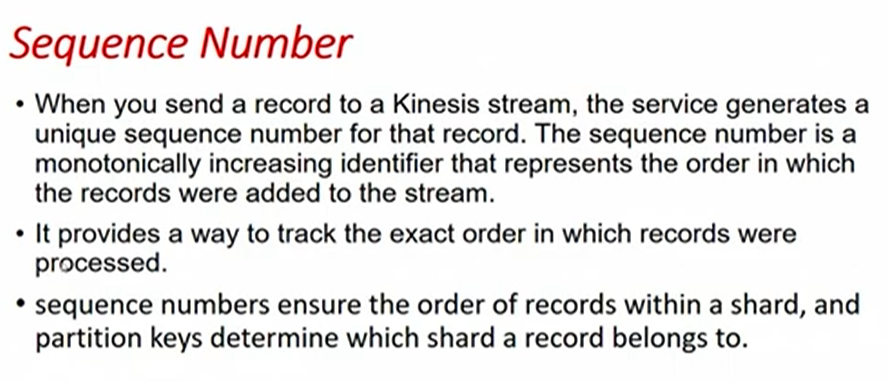 Sequence Number
• When you send a record to a Kinesis stream, the service generates a
unique sequence number for that record. The sequence number is a
monotonically increasing identifier that represents the order in which
the records were added to the stream.
• It provides a way to track the exact order in which records were
processed.
• sequence numbers ensure the order of records within a shard, and
partition keys determine which shard a record belongs to.